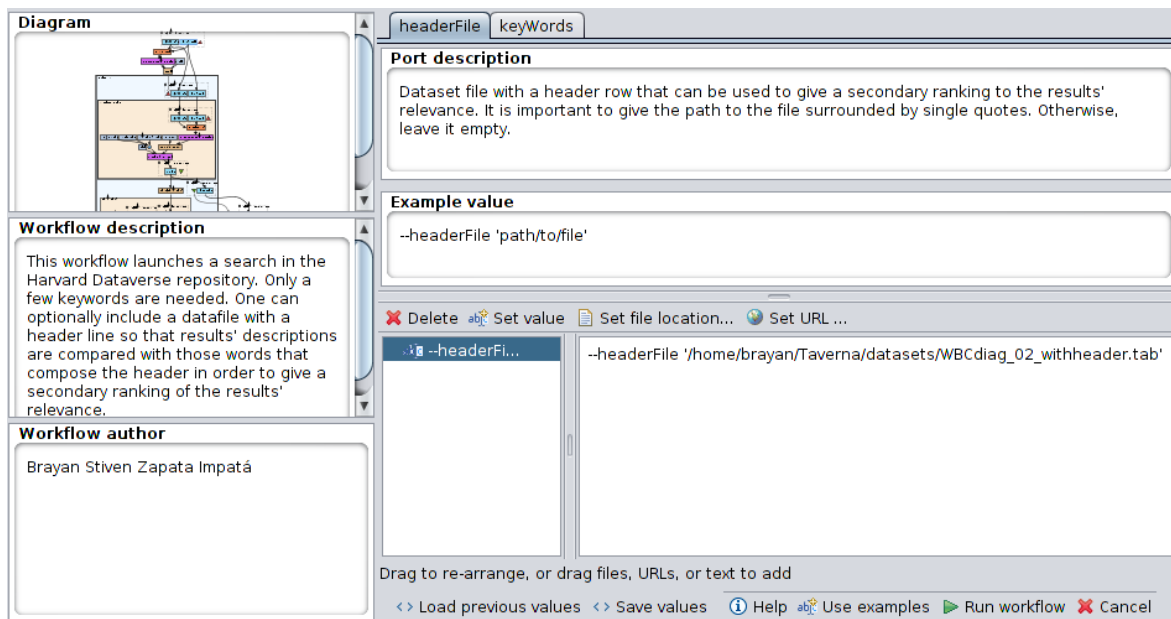 Diagram
Workflow description
This workflow launches a search in the
Harvard Dataverse repository. Only a
few keywords are needed. One can
optionally include a datafile with a
header line so that results' descriptions
are compared with those words that
compose the header in order to give a
secondary ranking of the results'
relevance.
Workflow author
Brayan Stiven Zapata Impatá
headerFile keyWords
Port description
Dataset file with a header row that can be used to give a secondary ranking to the results'
relevance. It is important to give the path to the file surrounded by single quotes. Otherwise,
leave it empty.
Example value
--headerFile 'path/to/file'
Delete Set value Set file location... Set URL ...
--headerFi...
--headerFile '/home/brayan/Taverna/datasets/WBCdiag_02_withheader.tab'
Drag to re-arrange, or drag files, URLs, or text to add
Load previous values Save values Help Use examples Run workflow Cancel